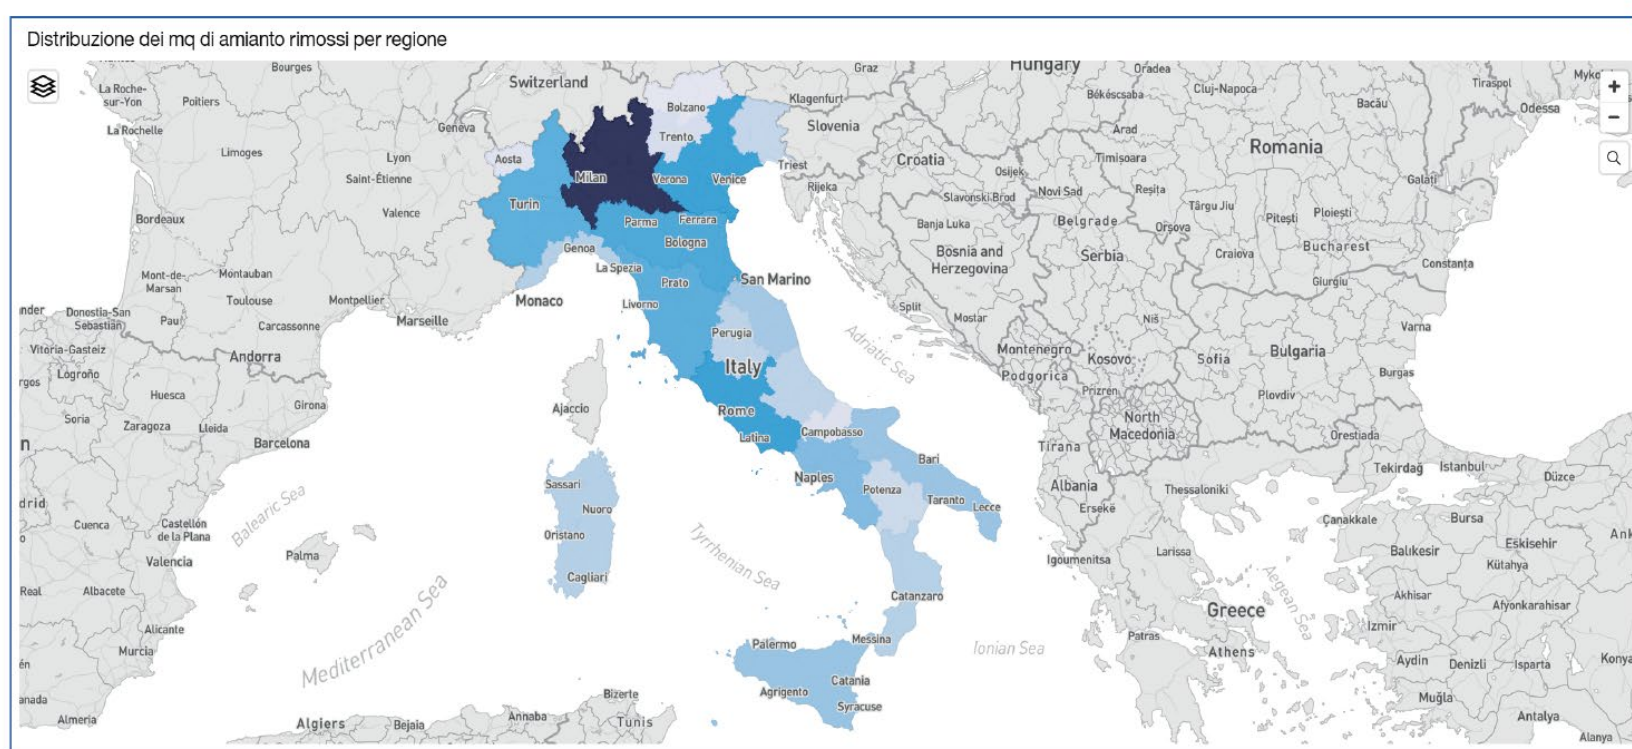 Distribuzione dei mq di amianto rimossi per regione
Bourges
Switzerland
Graz
Hungary
Oradea
Cluj-Napoca
Tiraspol
La Roche-
sur-Yon
Poitiers
Bolzano
Klagenfurt
Békéscsaba
Bacău
Odessa
+
−
La Rochelle
Geneva
Trento
Slovenia
Arad
Romania
Limoges
Lyon
Aosta
Triest
Croatia
Timișoara
Saint-Étienne
Milan
Verona
Venice
Rijeka
Osijek
Novi Sad
Reșița
Galați
Bordeaux
Valence
Turin
Parma
Ferrara
Slavonski Brod
Târgu Jiu
Pitești
Ploiești
Banja Luka
Belgrade
Orșova
Genoa
Bologna
Bosnia and
Herzegovina
Serbia
Craiova
Bucharest
Constanța
Mont-de-
Marsan
Montauban
La Spezia
Prato
San Marino
Giurgiu
Toulouse
Montpellier
Monaco
Livorno
Split
Mostar
Niš
Varna
Donostia-San
Sebastián
Pau
Carcassonne
Marseille
Perugia
Adriatic Sea
Vitoria-Gasteiz
Andorra
Italy
Montenegro
Kosovo
Sofia
Bulgaria
Logroño
Podgorica
Burgas
Huesca
Prizren
Plovdiv
Soria
Zaragoza
Lleida
Girona
Ajaccio
Rome
North
Macedonia
Barcelona
Latina
Campobasso
Tirana
Orestiada
Bari
Tekirdağ
Istanbul
Düzce
Sassari
Naples
Potenza
Taranto
Lecce
Albania
Thessaloniki
Nuoro
Ersekë
Balearic Sea
Cuenca
Castellón
de la Plana
Oristano
Tyrrhenian Sea
Çanakkale
Bursa
Eskisehir
Valencia
Palma
Cagliari
Igoumenitsa
Larissa
Balıkesir
Kütahya
Albacete
Catanzaro
Aegean Sea
Akhisar
Afyonkarahisar
Mediterranean Sea
Greece
Alicante
Palermo
Messina
Ionian Sea
Patras
Athens
Izmir
Murcia
Catania
Aydin
Denizli
Isparta
Konya
Agrigento
Syracuse
Muğla
Almeria
Bizerte
Algiers
Bejaia
Annaba
Tunis
Antalya
Alanya